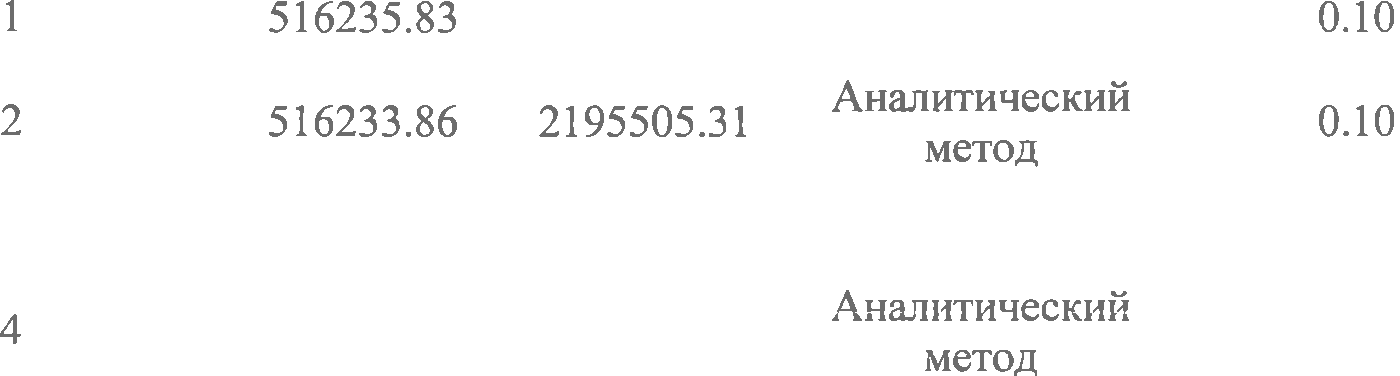 1 516235.83 0.10
2 516233.86 2195505.31 Аналитический метод 0.10
4 Аналитический метод